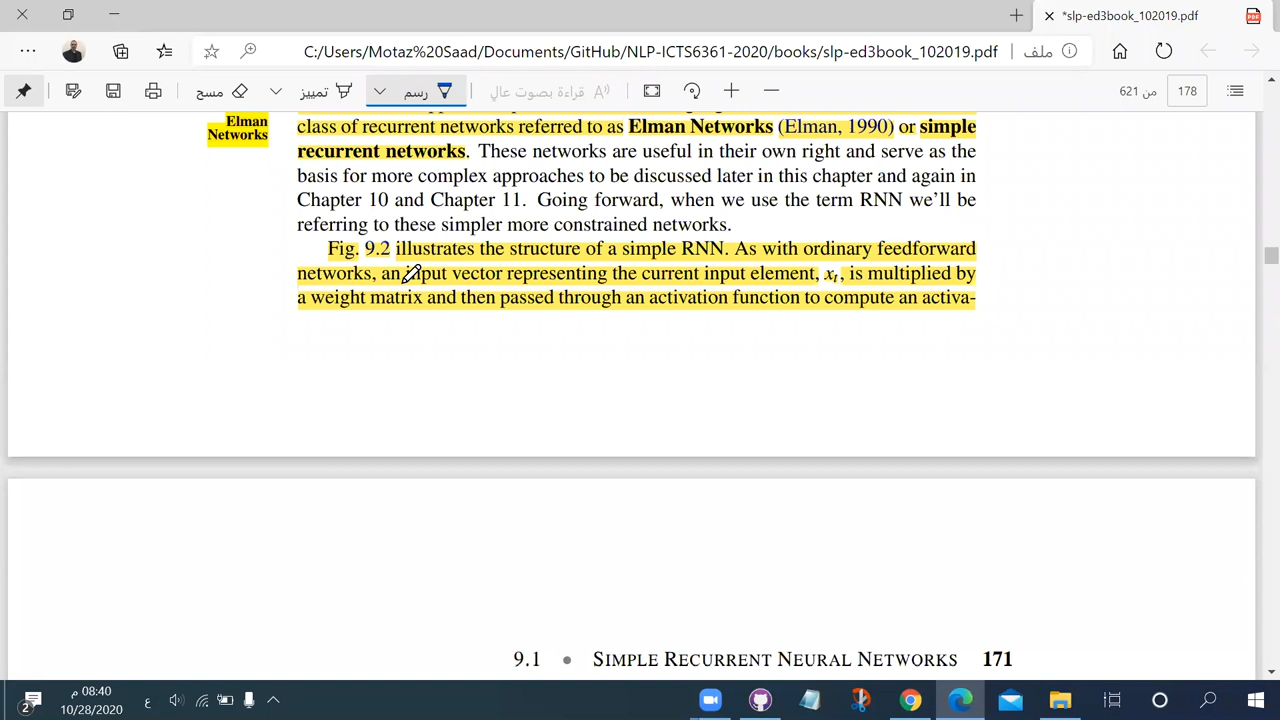 *slp-ed3book_102019.pdf
C:/Users/Motaz%20Saad/Documents/GitHub/NLP-ICTS6361-2020/books/slp-ed3book_102019.pdf
ملف
مسح
تمييز
رسم
قراءة بصوت عالٍ
178
من 621
Elman
Networks
class of recurrent networks referred to as Elman Networks (Elman, 1990) or simple
recurrent networks. These networks are useful in their own right and serve as the
basis for more complex approaches to be discussed later in this chapter and again in
Chapter 10 and Chapter 11. Going forward, when we use the term RNN we'll be
referring to these simpler more constrained networks.
Fig. 9.2 illustrates the structure of a simple RNN. As with ordinary feedforward
networks, an input vector representing the current input element, xt, is multiplied by
a weight matrix and then passed through an activation function to compute an activa-
9.1 • SIMPLE RECURRENT NEURAL NETWORKS 171
2
08:40 م
10/28/2020
ع